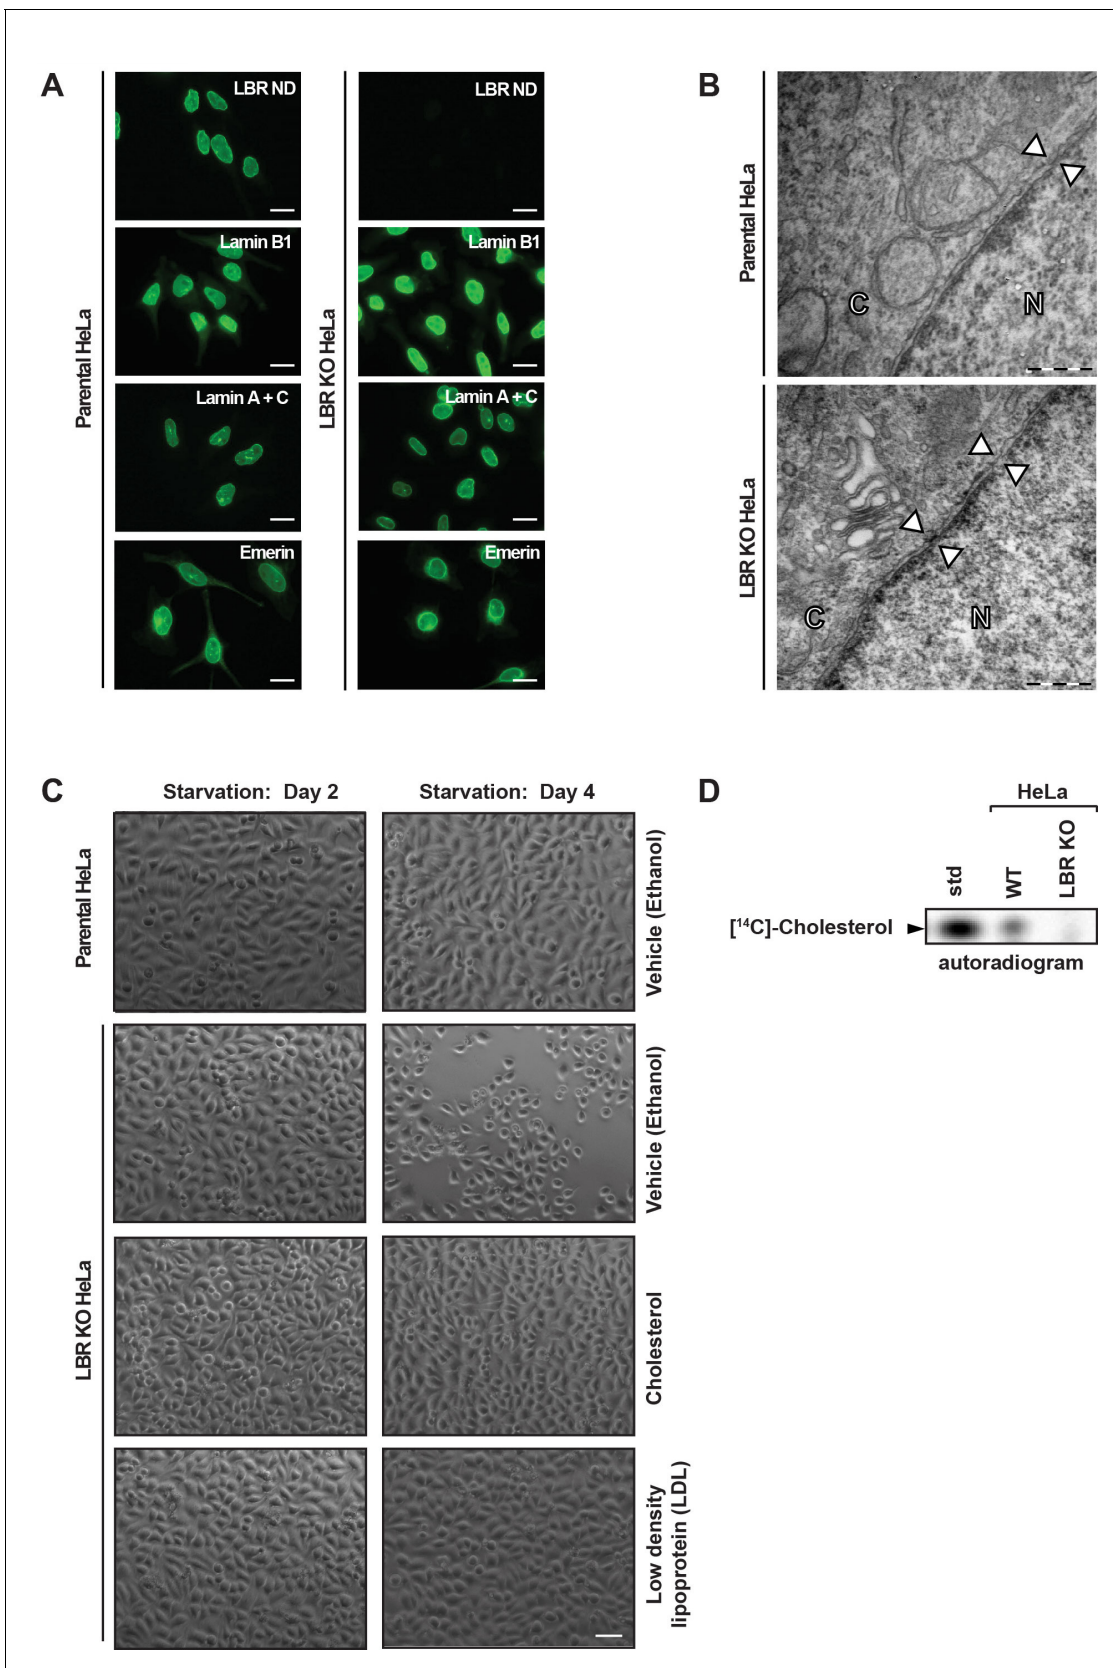 A
Parental HeLa
LBR ND
Lamin B1
Lamin A + C
Emerin
LBR KO HeLa
LBR ND
Lamin B1
Lamin A + C
Emerin
B
Parental HeLa
C
N
LBR KO HeLa
C
N
C
Starvation: Day 2
Starvation: Day 4
Parental HeLa
Vehicle (Ethanol)
LBR KO HeLa
Vehicle (Ethanol)
Cholesterol
Low density
lipoprotein (LDL)
D
HeLa
std
WT
LBR KO
[¹⁴C]-Cholesterol
autoradiogram